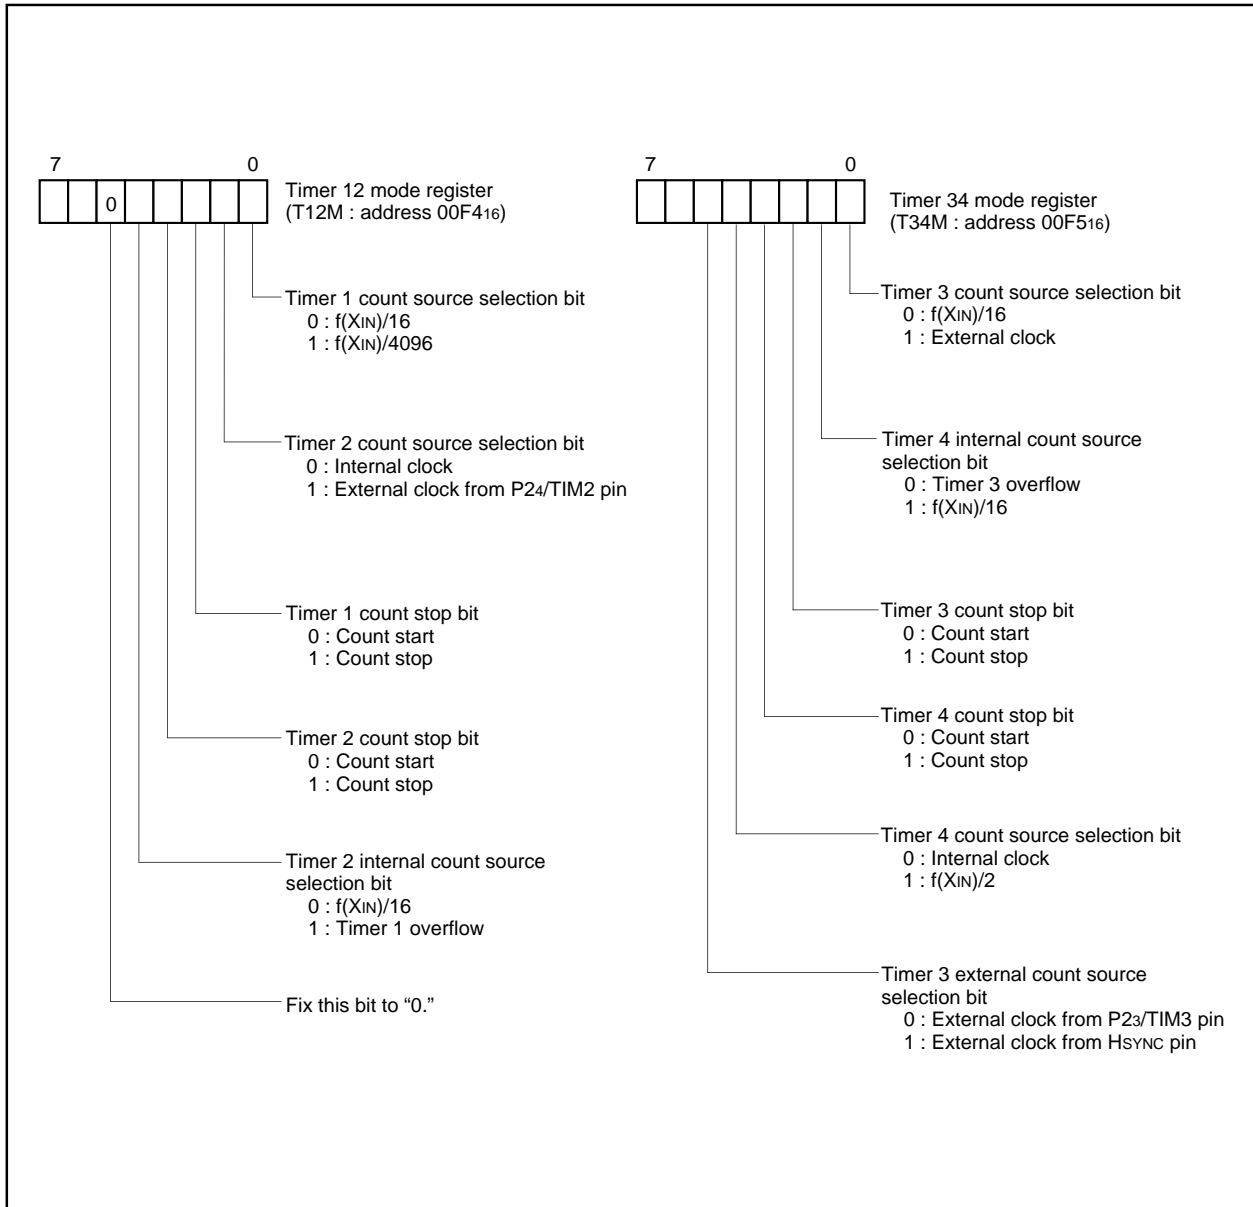 7 0
0
Timer 12 mode register
(T12M : address 00F416)
Timer 1 count source selection bit
0 : f(XIN)/16
1 : f(XIN)/4096
Timer 2 count source selection bit
0 : Internal clock
1 : External clock from P24/TIM2 pin
Timer 1 count stop bit
0 : Count start
1 : Count stop
Timer 2 count stop bit
0 : Count start
1 : Count stop
Timer 2 internal count source
selection bit
0 : f(XIN)/16
1 : Timer 1 overflow
Fix this bit to “0.”
7 0
Timer 34 mode register
(T34M : address 00F516)
Timer 3 count source selection bit
0 : f(XIN)/16
1 : External clock
Timer 4 internal count source
selection bit
0 : Timer 3 overflow
1 : f(XIN)/16
Timer 3 count stop bit
0 : Count start
1 : Count stop
Timer 4 count stop bit
0 : Count start
1 : Count stop
Timer 4 count source selection bit
0 : Internal clock
1 : f(XIN)/2
Timer 3 external count source
selection bit
0 : External clock from P23/TIM3 pin
1 : External clock from HSYNC pin